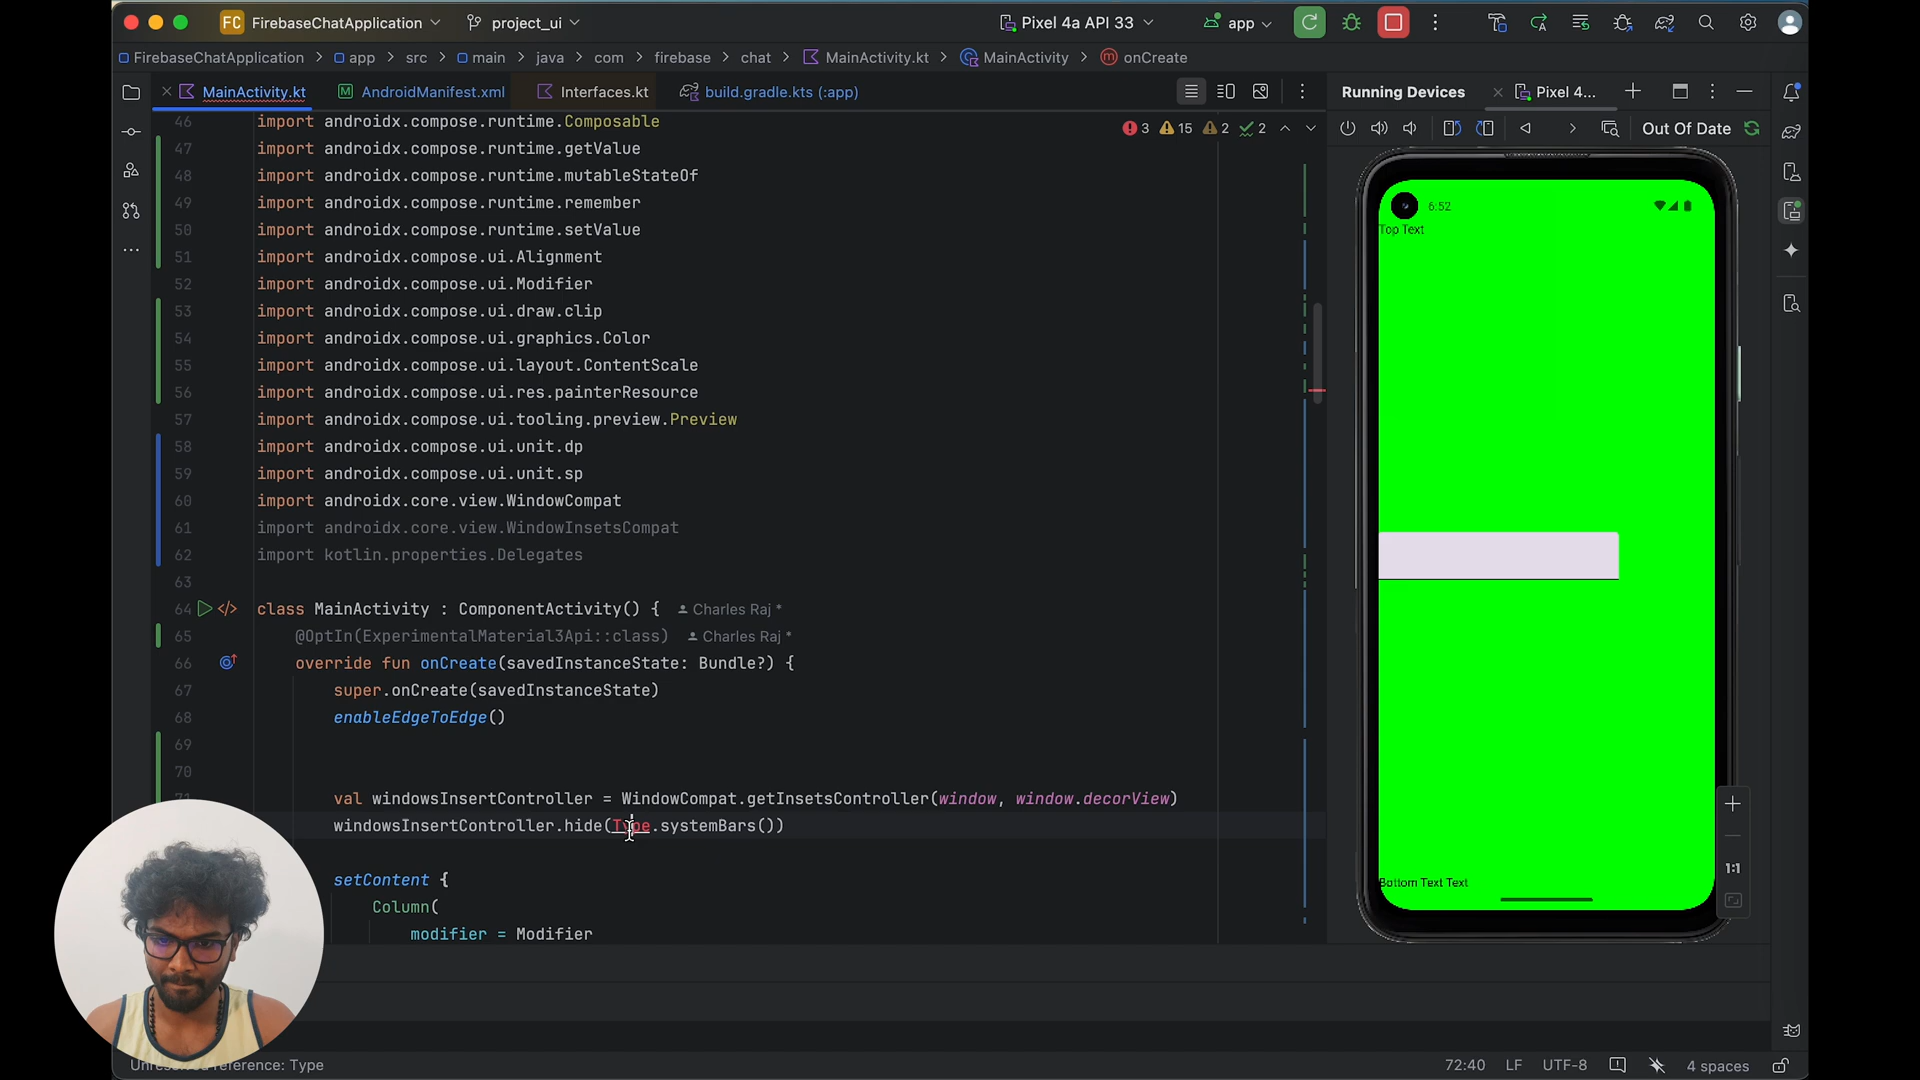 FC FirebaseChatApplication project_ui Pixel 4a API 33 app
FirebaseChatApplication app src main java com firebase chat MainActivity.kt MainActivity onCreate
MainActivity.kt AndroidManifest.xml Interfaces.kt build.gradle.kts (:app) Running Devices Pixel 4...
3 15 2 2 Out Of Date
46 import androidx.compose.runtime.Composable
47 import androidx.compose.runtime.getValue
48 import androidx.compose.runtime.mutableStateOf
49 import androidx.compose.runtime.remember
50 import androidx.compose.runtime.setValue
51 import androidx.compose.ui.Alignment
52 import androidx.compose.ui.Modifier
53 import androidx.compose.ui.draw.clip
54 import androidx.compose.ui.graphics.Color
55 import androidx.compose.ui.layout.ContentScale
56 import androidx.compose.ui.res.painterResource
57 import androidx.compose.ui.tooling.preview.Preview
58 import androidx.compose.ui.unit.dp
59 import androidx.compose.ui.unit.sp
60 import androidx.core.view.WindowCompat
61 import androidx.core.view.WindowInsetsCompat
62 import kotlin.properties.Delegates
63
64 class MainActivity : ComponentActivity() { Charles Raj *
65 @OptIn(ExperimentalMaterial3Api::class) Charles Raj *
66 override fun onCreate(savedInstanceState: Bundle?) {
67 super.onCreate(savedInstanceState)
68 enableEdgeToEdge()
69
70
val windowsInsertController = WindowCompat.getInsetsController(window, window.decorView)
windowsInsertController.hide(Type.systemBars())
setContent {
Column(
modifier = Modifier
6:52
Top Text
Bottom Text Text
1:1
reference: Type
72:40 LF UTF-8 4 spaces